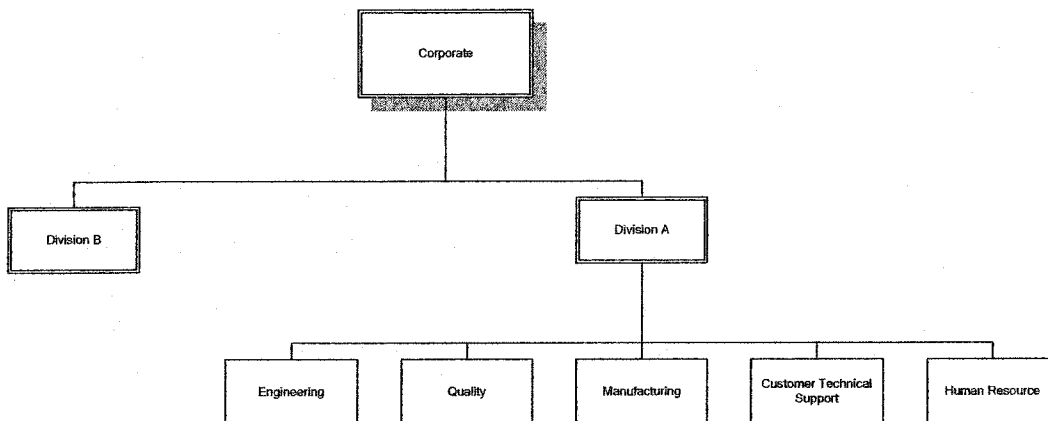 Corporate
Division B
Division A
Engineering
Quality
Manufacturing
Customer Technical
Support
Human Resource